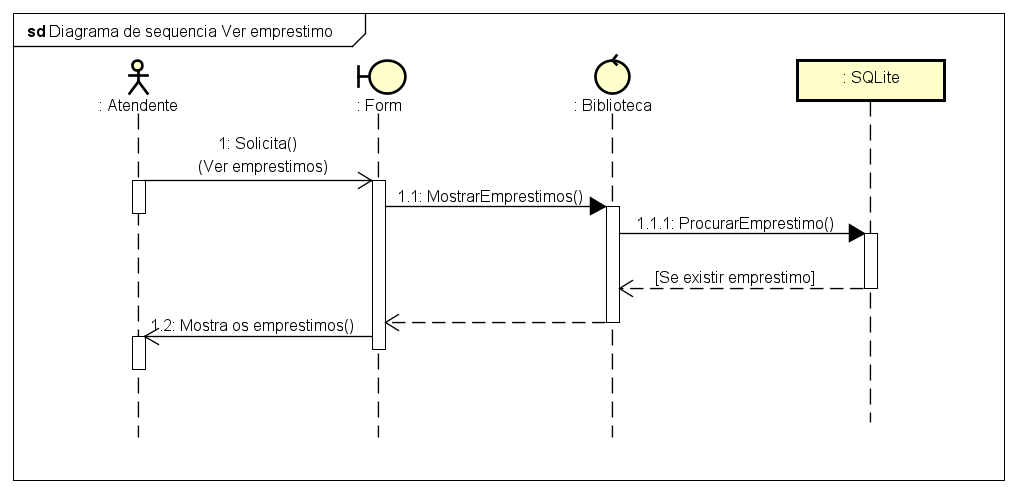 sd Diagrama de sequencia Ver emprestimo
: Atendente
: Form
: Biblioteca
: SQLite
1: Solicita()
(Ver emprestimos)
1.1: MostrarEmprestimos()
1.1.1: ProcurarEmprestimo()
[Se existir emprestimo]
1.2: Mostra os emprestimos()